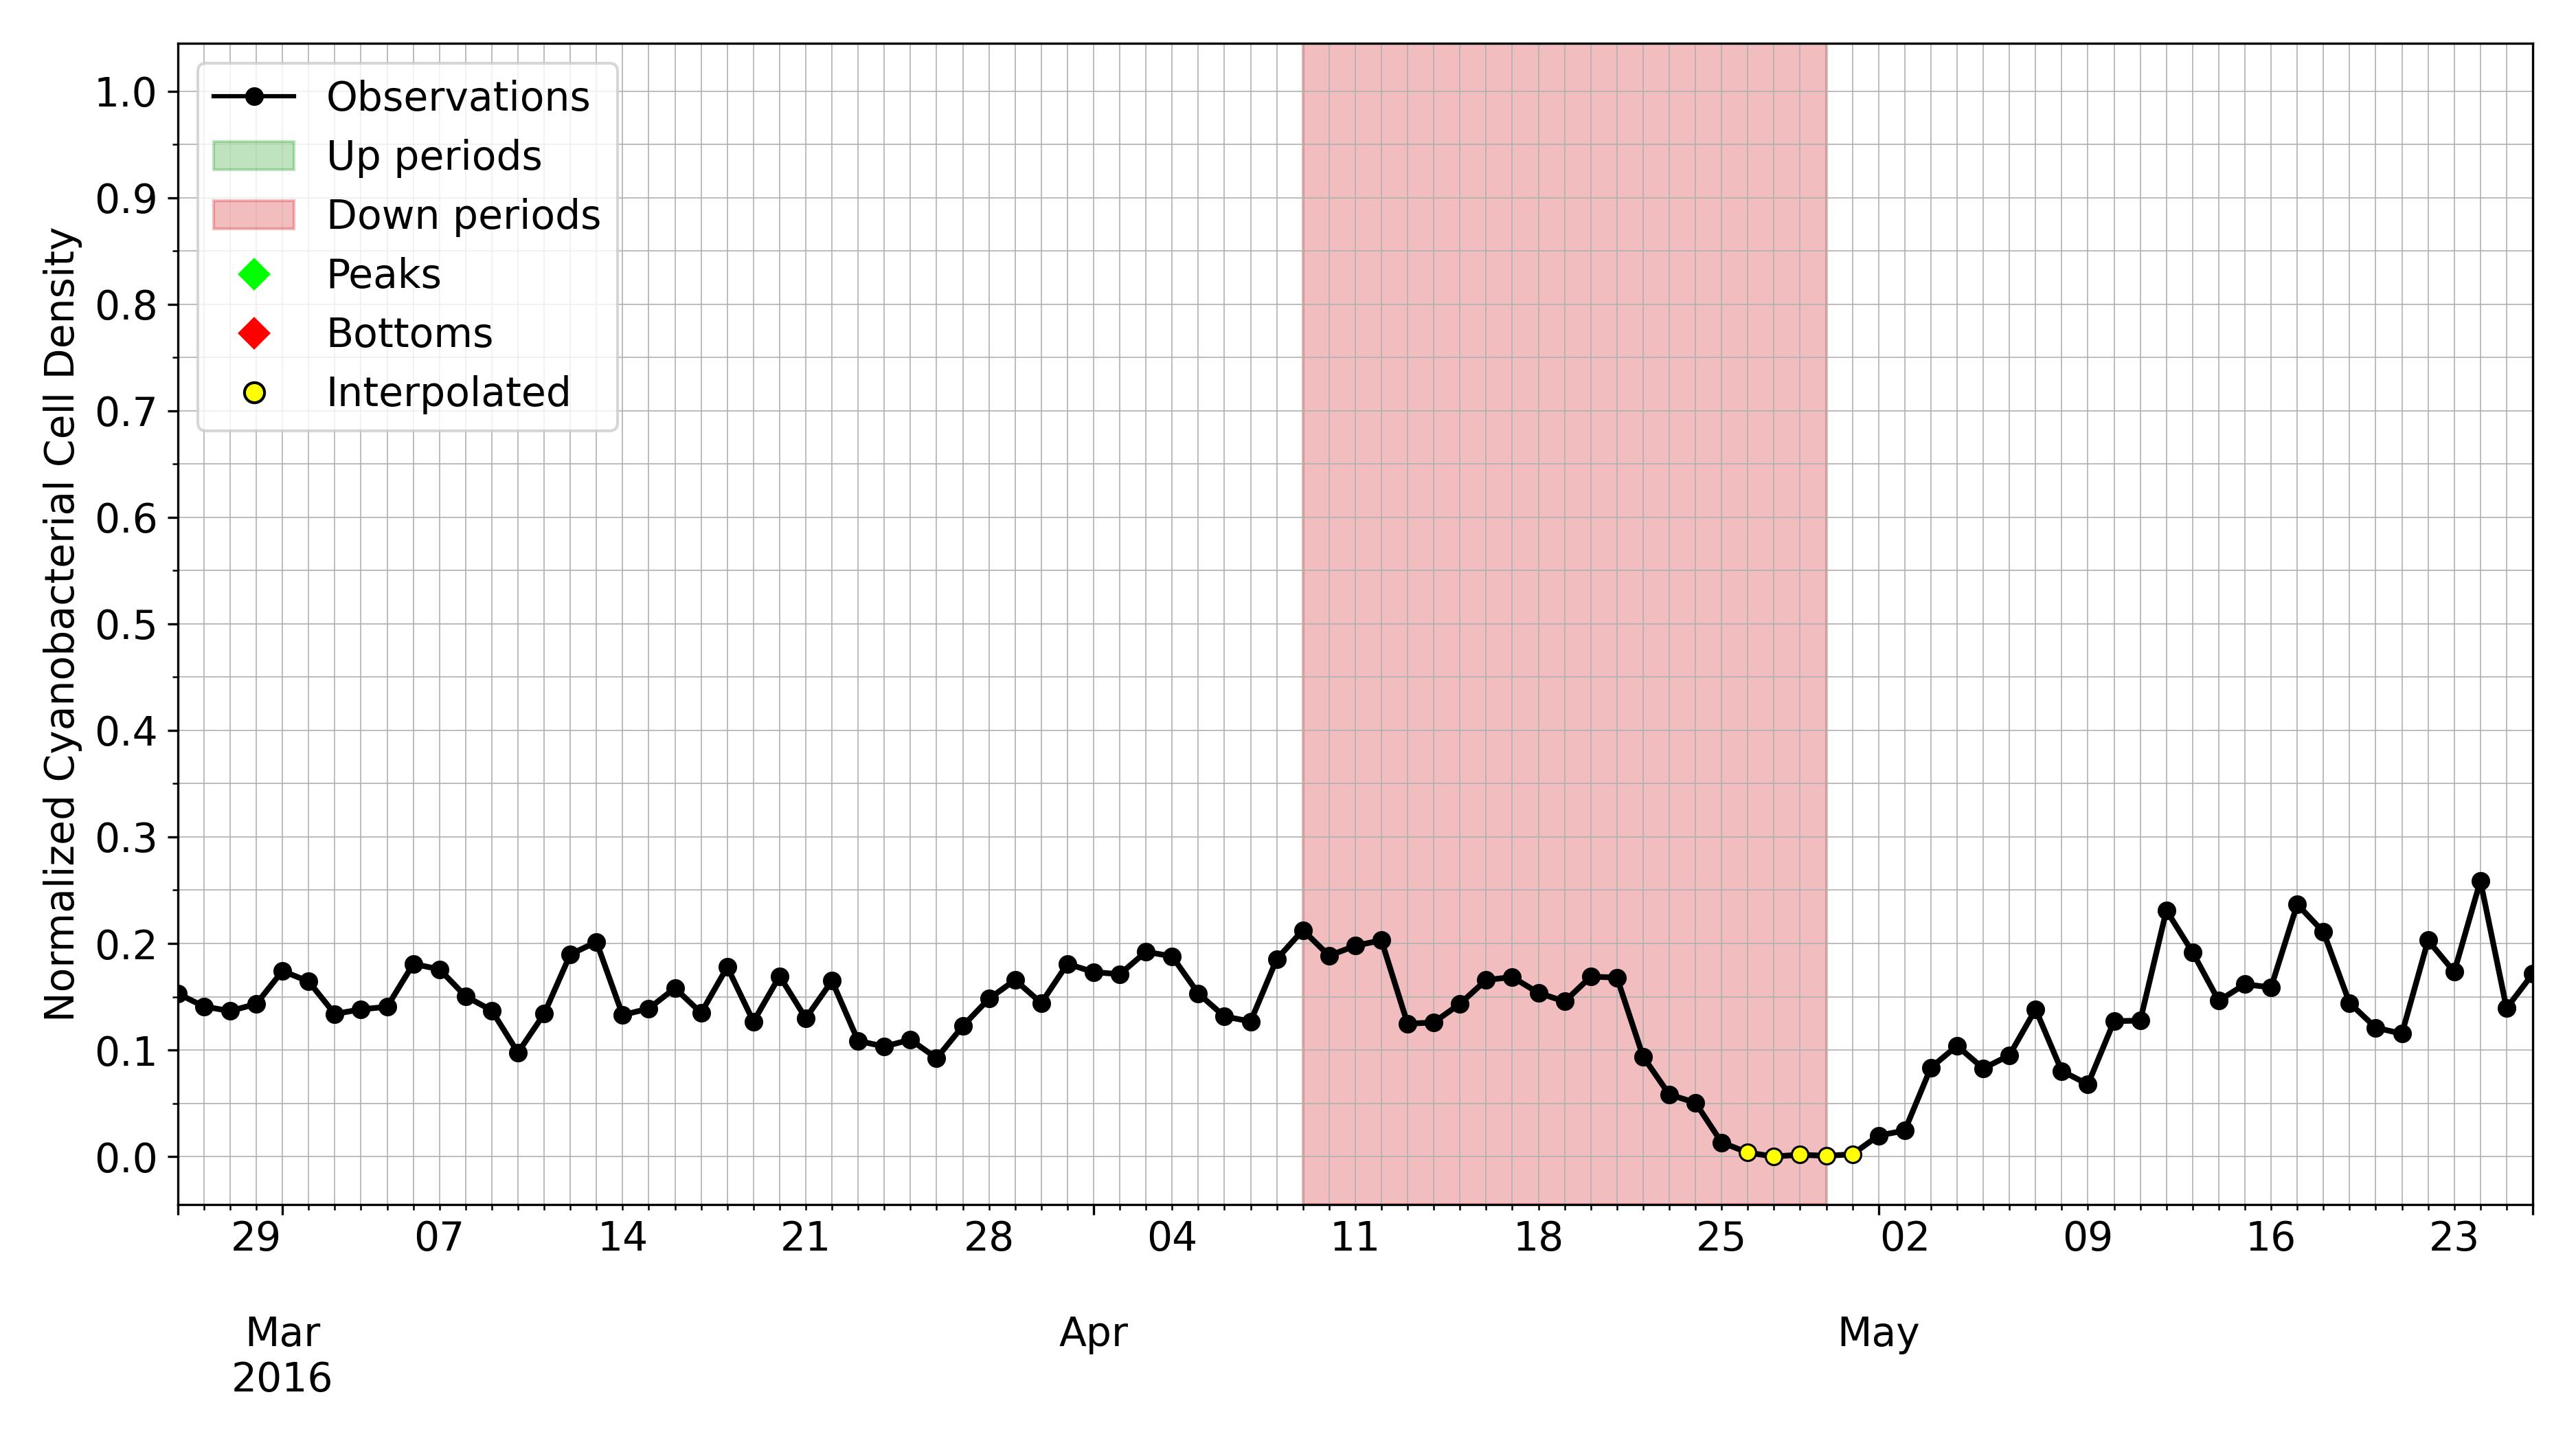 Observations
Up periods
Down periods
Peaks
Bottoms
Interpolated
Normalized Cyanobacterial Cell Density
1.0
0.9
0.8
0.7
0.6
0.5
0.4
0.3
0.2
0.1
0.0
29 07 14 21 28 04 11 18 25 02 09 16 23
Mar Apr May
2016